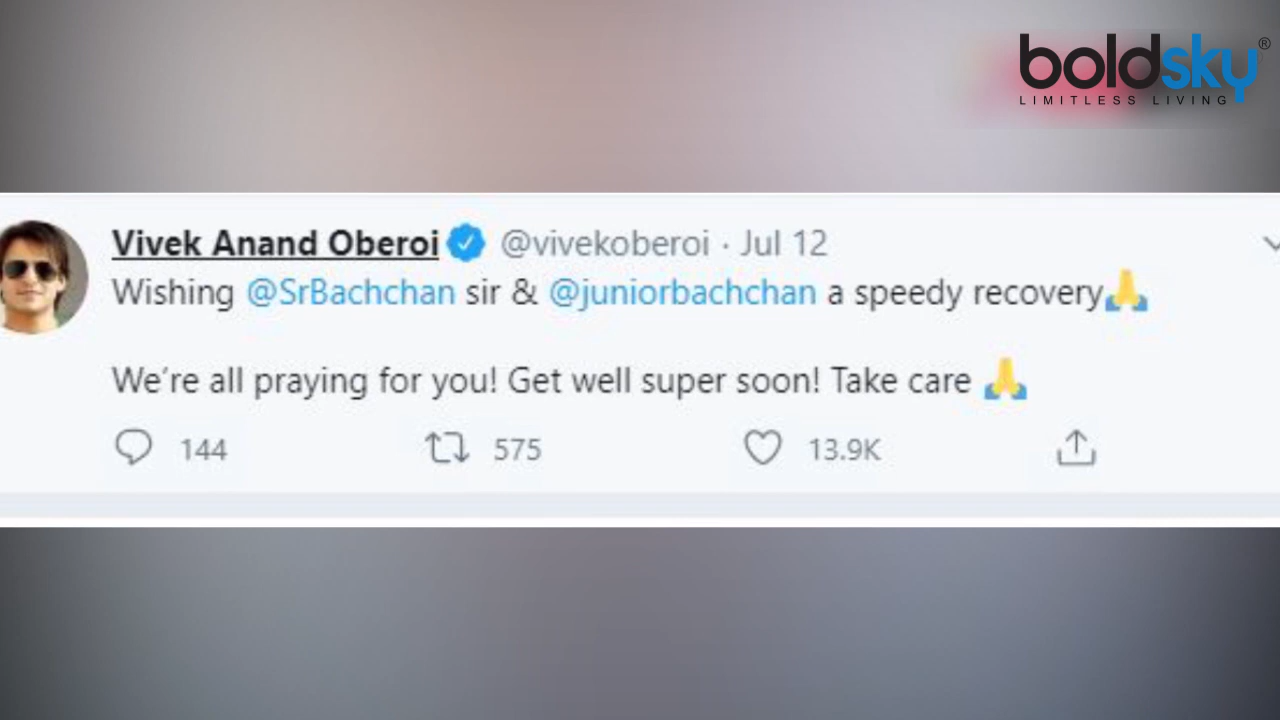 boldsky®
LIMITLESS LIVING
Vivek Anand Oberoi @vivekoberoi · Jul 12
Wishing @SrBachchan sir & @juniorbachchan a speedy recovery🙏
We're all praying for you! Get well super soon! Take care 🙏
144 575 13.9K